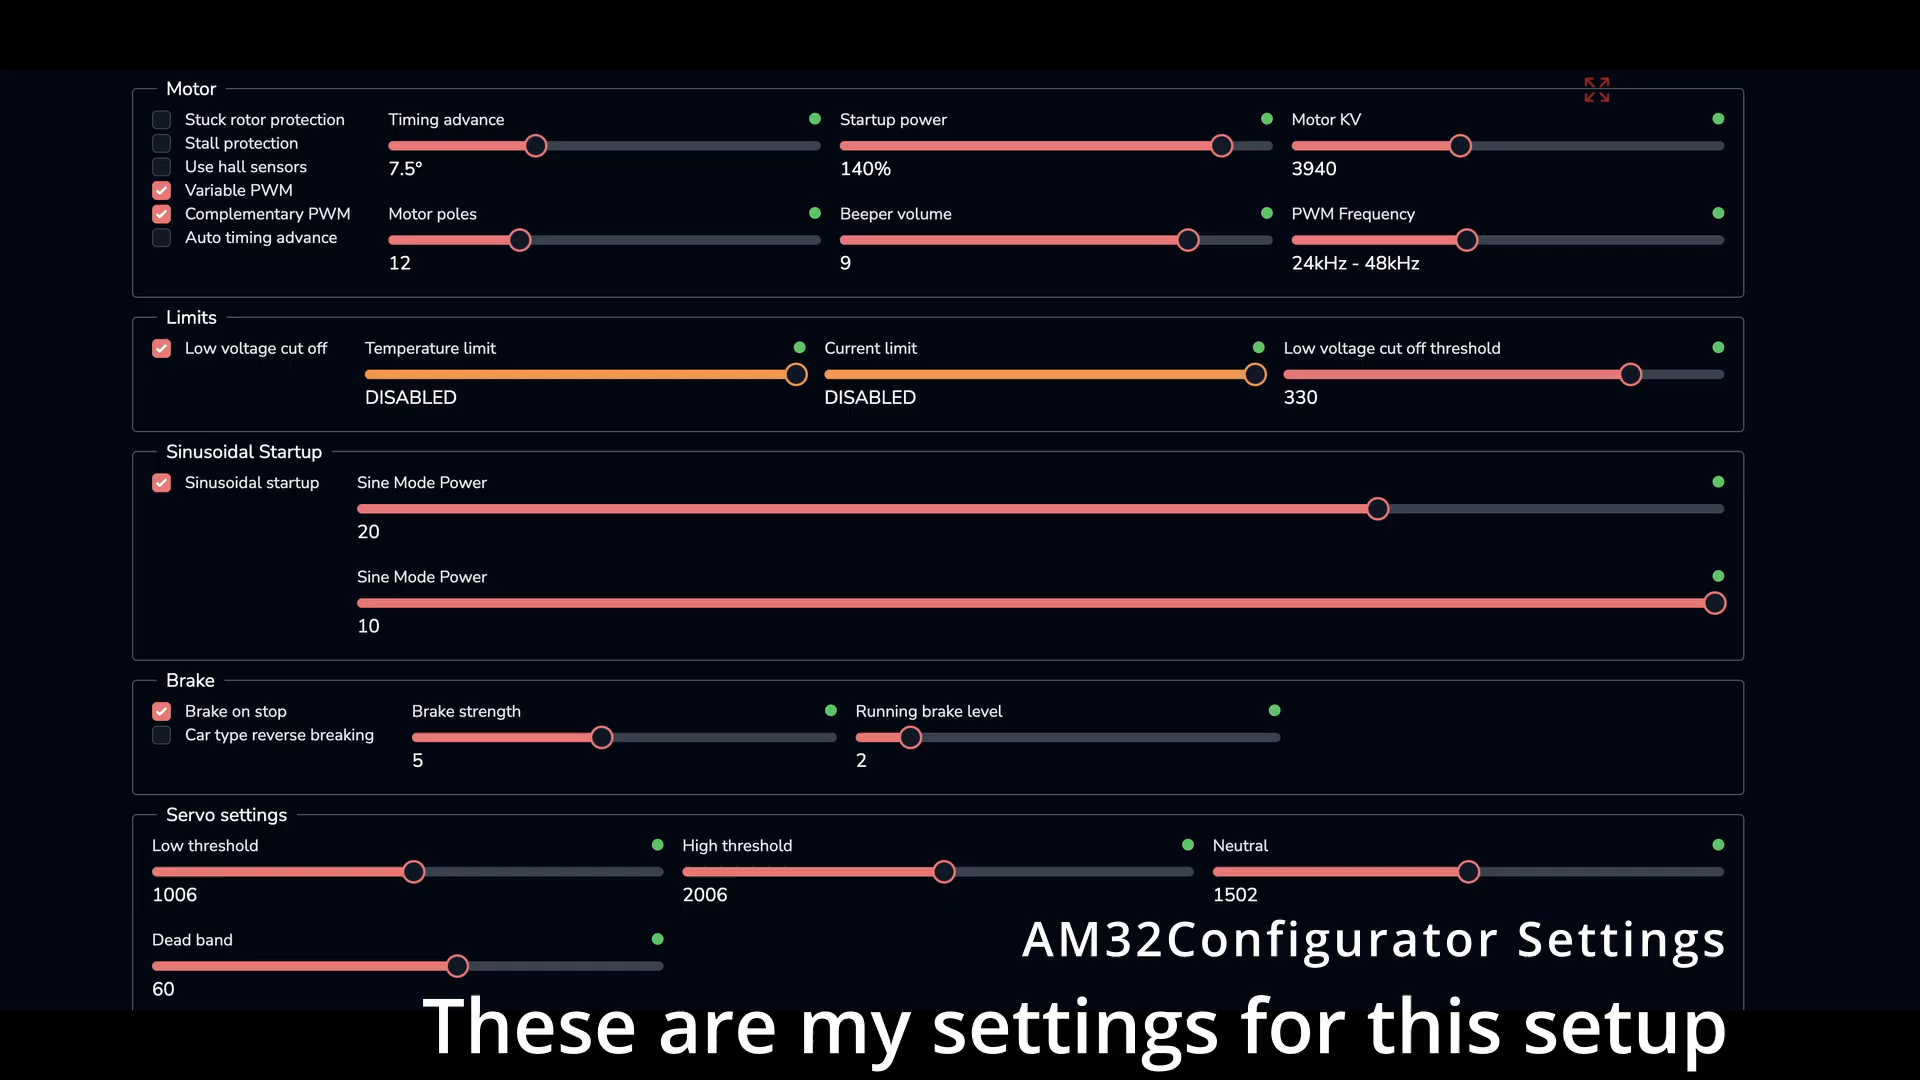 Motor
Stuck rotor protection
Stall protection
Use hall sensors
Variable PWM
Complementary PWM
Auto timing advance
Timing advance
7.5°
Startup power
140%
Motor KV
3940
Motor poles
12
Beeper volume
9
PWM Frequency
24kHz - 48kHz
Limits
Low voltage cut off
Temperature limit
DISABLED
Current limit
DISABLED
Low voltage cut off threshold
330
Sinusoidal Startup
Sinusoidal startup
Sine Mode Power
20
Sine Mode Power
10
Brake
Brake on stop
Car type reverse breaking
Brake strength
5
Running brake level
2
Servo settings
Low threshold
1006
High threshold
2006
Neutral
1502
Dead band
60
AM32Configurator Settings
These are my settings for this setup